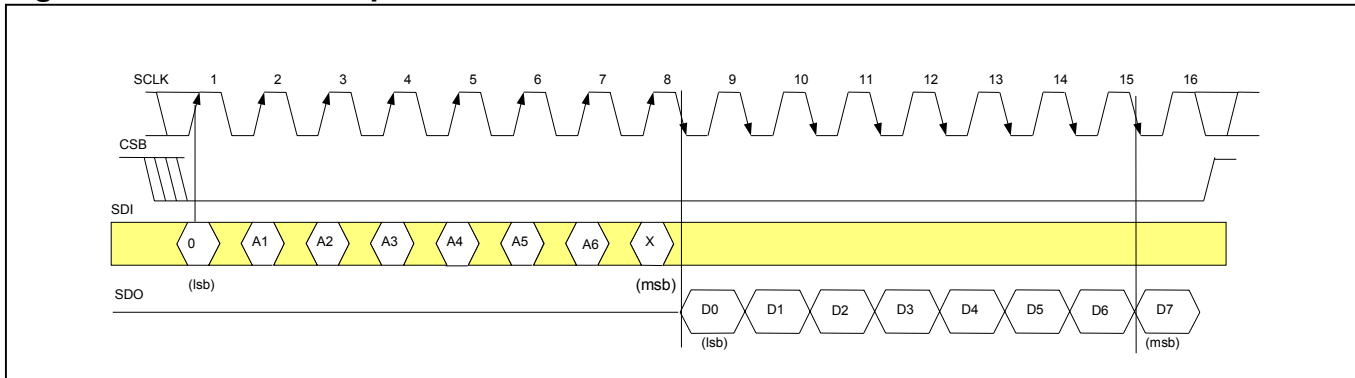 SCLK 1 2 3 4 5 6 7 8 9 10 11 12 13 14 15 16
CSB
SDI
0 A1 A2 A3 A4 A5 A6 X
(lsb) (msb)
SDO
D0 D1 D2 D3 D4 D5 D6 D7
(lsb) (msb)